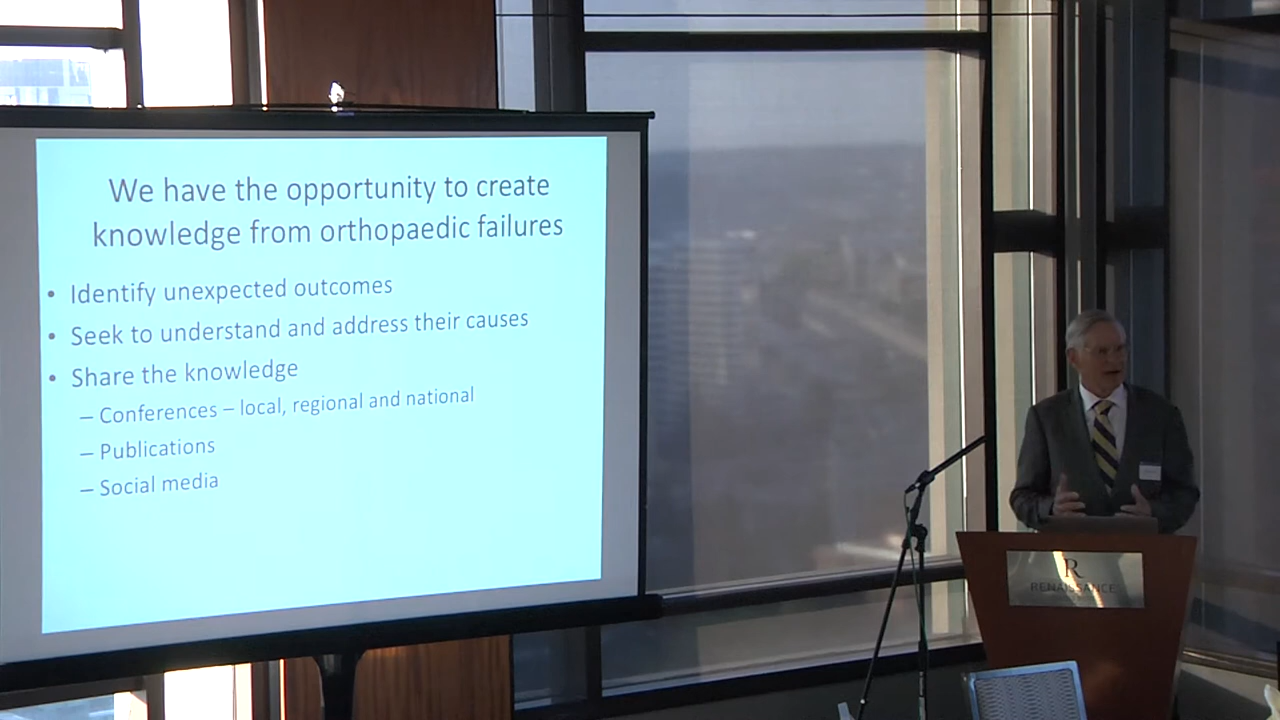 We have the opportunity to create
knowledge from orthopaedic failures
• Identify unexpected outcomes
• Seek to understand and address their causes
• Share the knowledge
– Conferences – local, regional and national
– Publications
– Social media
R
RENAISSANCE